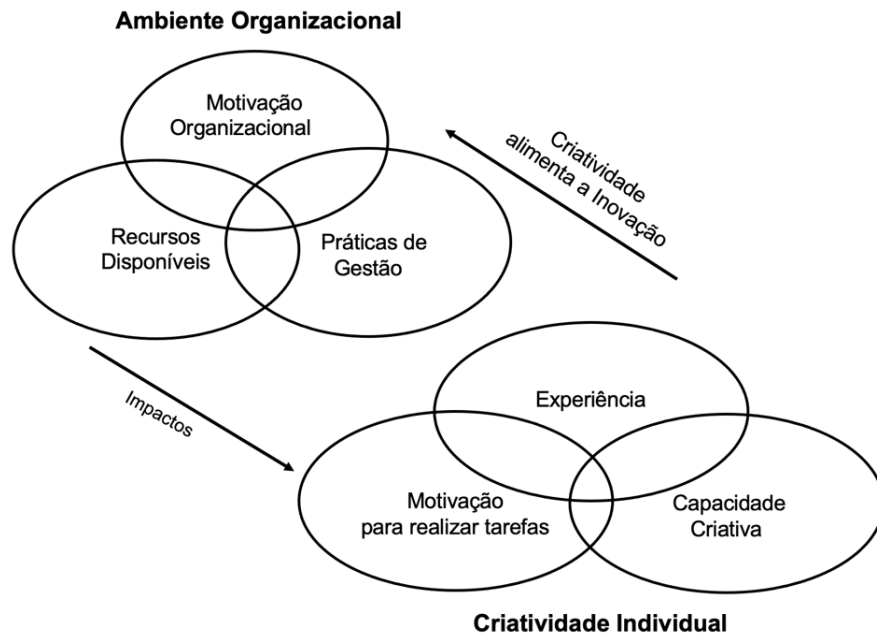 Ambiente Organizacional
Motivação
Organizacional
Recursos
Disponíveis
Práticas de
Gestão
Criatividade
alimenta a Inovação
Impactos
Experiência
Motivação
para realizar tarefas
Capacidade
Criativa
Criatividade Individual